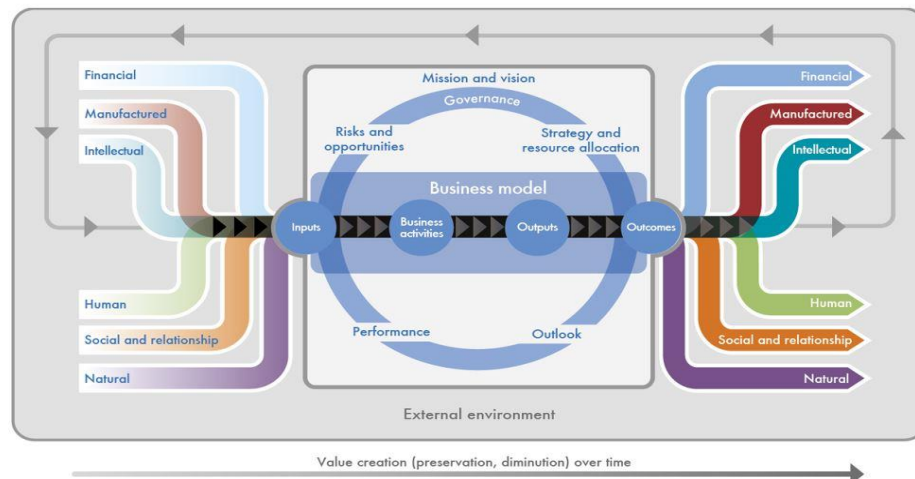 Financial
Manufactured
Intellectual
Human
Social and relationship
Natural
Mission and vision
Governance
Risks and
opportunities
Strategy and
resource allocation
Business model
Inputs
Business
activities
Outputs
Outcomes
Performance
Outlook
Financial
Manufactured
Intellectual
Human
Social and relationship
Natural
External environment
Value creation (preservation, diminution) over time